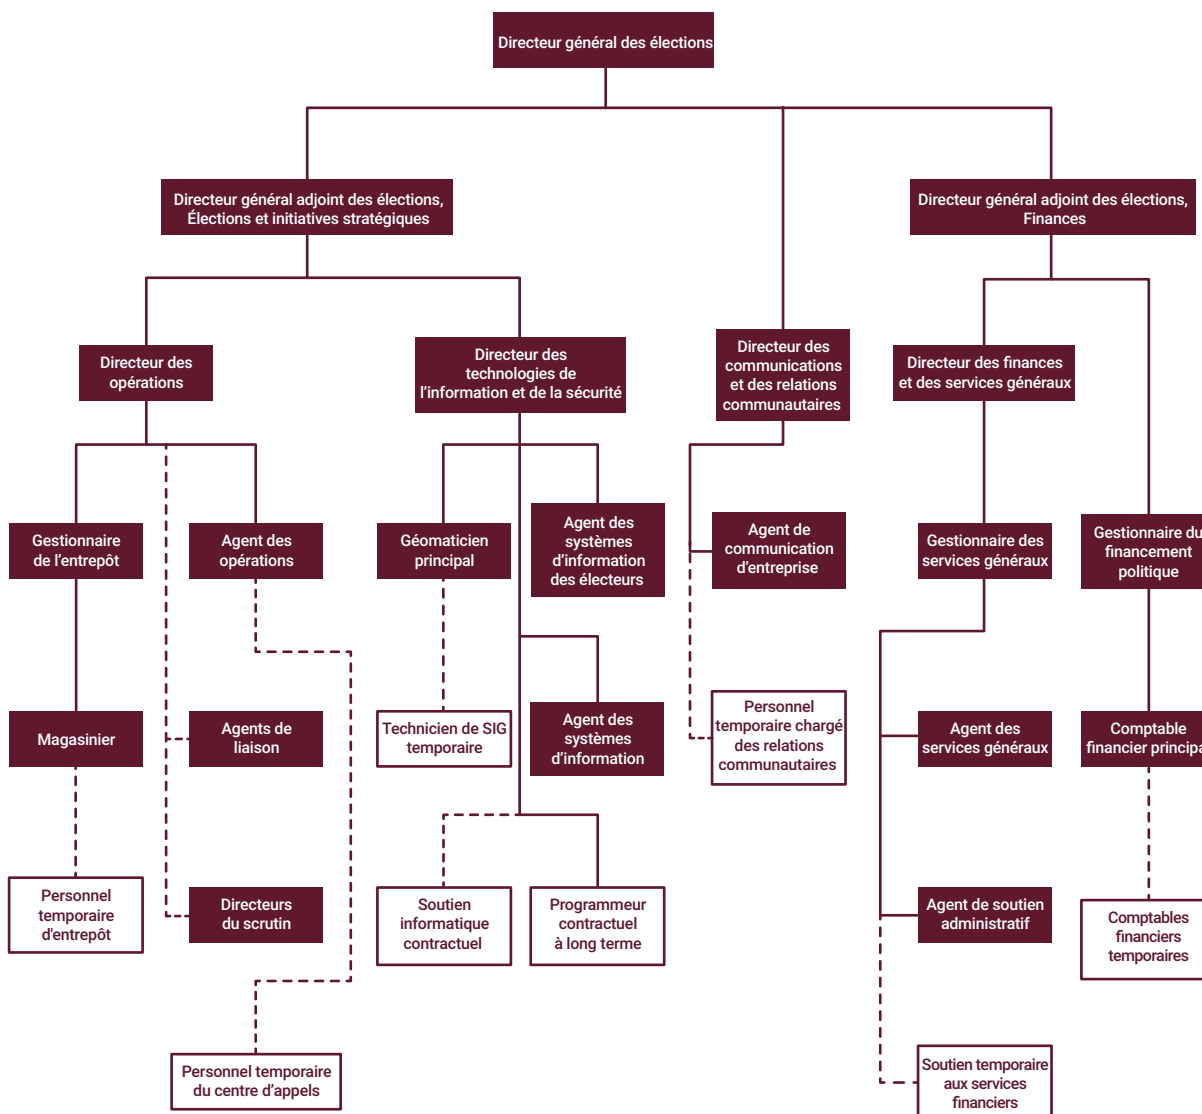 Directeur général des élections
Directeur général adjoint des élections,
Élections et initiatives stratégiques
Directeur général adjoint des élections,
Finances
Directeur des
opérations
Directeur des
technologies de
l’information et de la sécurité
Directeur des
communications
et des relations
communautaires
Directeur des finances
et des services généraux
Gestionnaire
de l’entrepôt
Agent des
opérations
Géomaticien
principal
Agent des
systèmes
d’information
des électeurs
Agent de
communication
d’entreprise
Gestionnaire des
services généraux
Gestionnaire du
financement
politique
Magasinier
Agents de
liaison
Technicien de SIG
temporaire
Agent des
systèmes
d’information
Personnel
temporaire chargé
des relations
communautaires
Agent des
services généraux
Comptable
financier principal
Personnel
temporaire
d'entrepôt
Directeurs
du scrutin
Soutien
informatique
contractuel
Programmeur
contractuel
à long terme
Agent de soutien
administratif
Comptables
financiers
temporaires
Personnel temporaire
du centre d’appels
Soutien temporaire
aux services
financiers